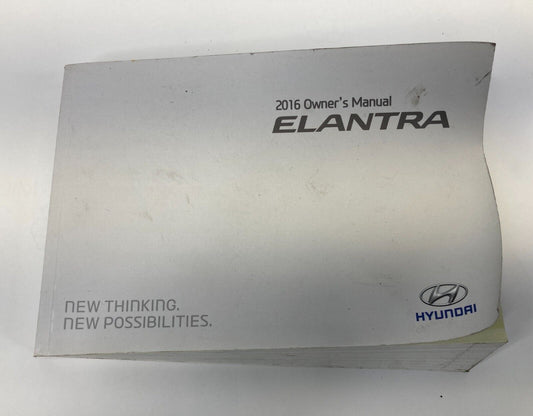 2016 Owner's Manual
ELANTRA
NEW THINKING.
NEW POSSIBILITIES.
HYUNDAI